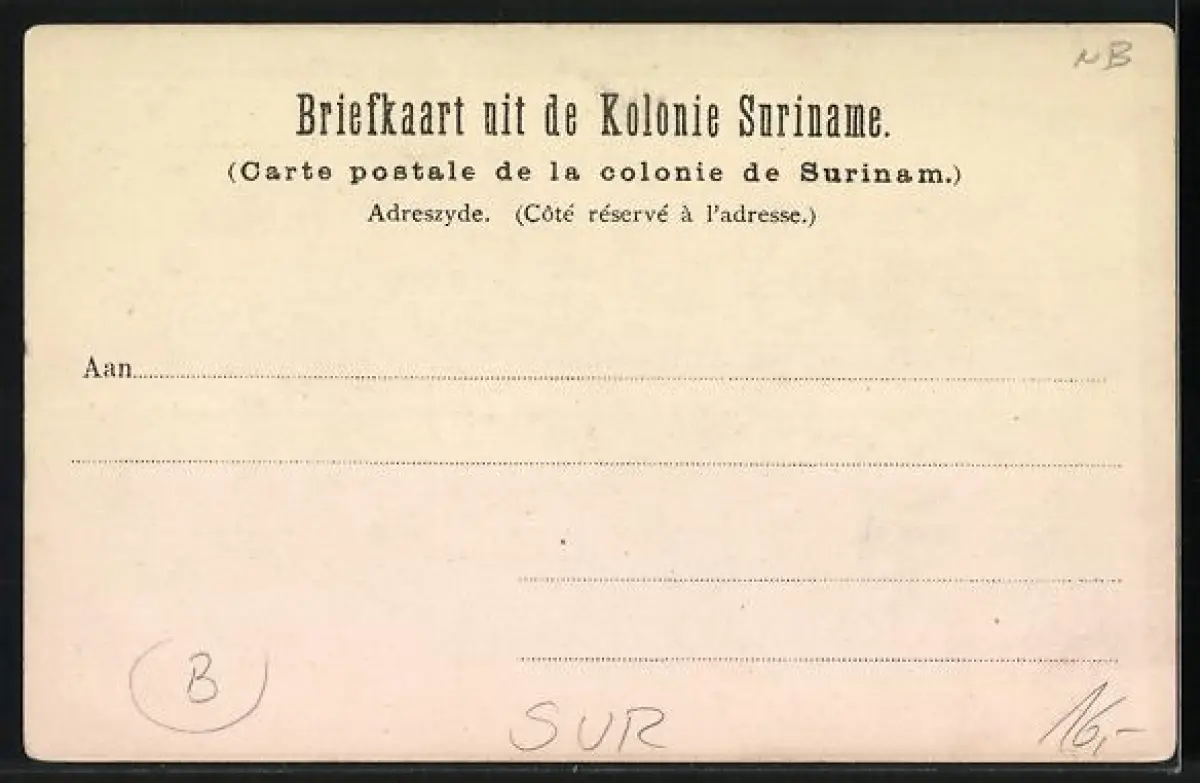 NB
Briefkaart uit de Kolonie Suriname.
(Carte postale de la colonie de Surinam.)
Adreszyde. (Côté réservé à l'adresse.)
Aan
B
SUR
16,-